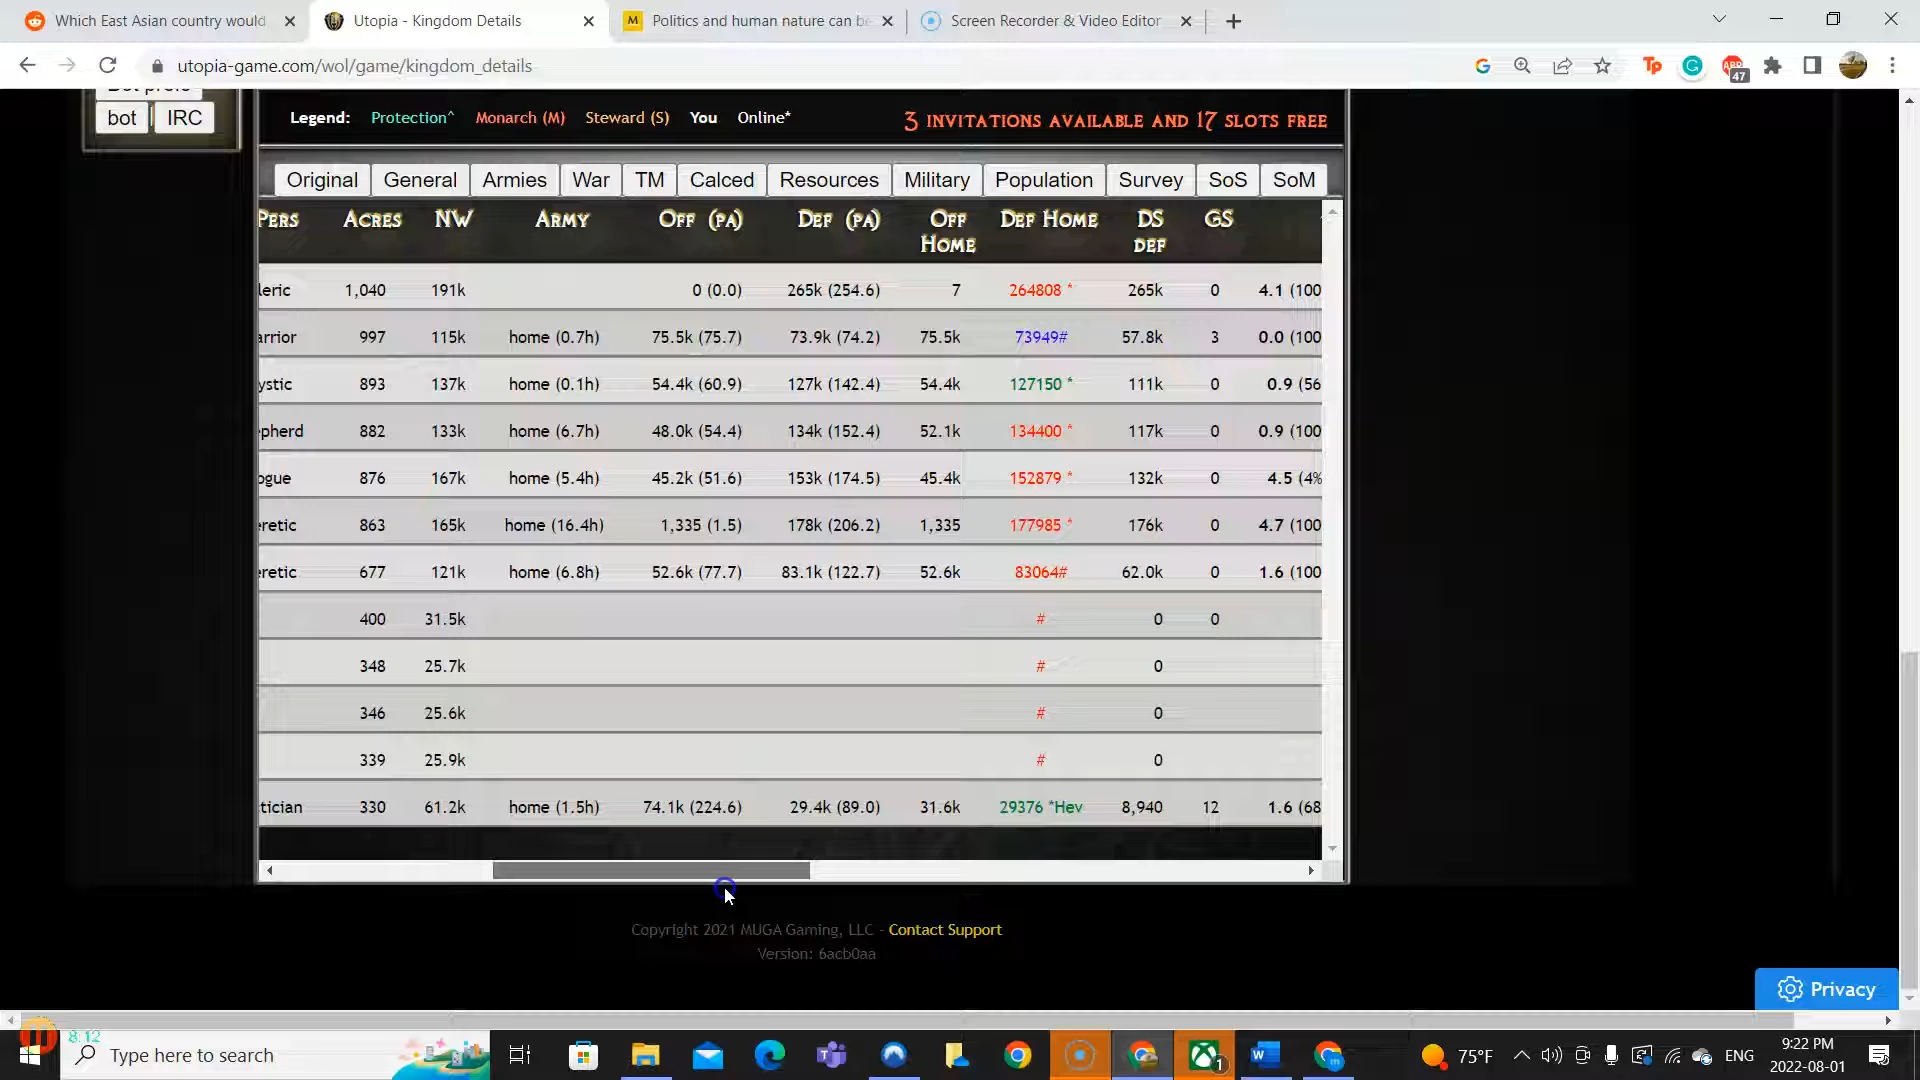 Which East Asian country would
Utopia - Kingdom Details
M Politics and human nature can be
Screen Recorder & Video Editor
utopia-game.com/wol/game/kingdom_details
47
bot IRC
Legend: Protection^ Monarch (M) Steward (S) You Online* 3 invitations available and 17 slots free
Original General Armies War TM Calced Resources Military Population Survey SoS SoM
Pers Acres NW Army Off (pa) Def (pa) Off Home Def Home DS def GS
leric 1,040 191k 0 (0.0) 265k (254.6) 7 264808 * 265k 0 4.1 (100
arrior 997 115k home (0.7h) 75.5k (75.7) 73.9k (74.2) 75.5k 73949# 57.8k 3 0.0 (100
ystic 893 137k home (0.1h) 54.4k (60.9) 127k (142.4) 54.4k 127150 * 111k 0 0.9 (56
epherd 882 133k home (6.7h) 48.0k (54.4) 134k (152.4) 52.1k 134400 * 117k 0 0.9 (100
ogue 876 167k home (5.4h) 45.2k (51.6) 153k (174.5) 45.4k 152879 * 132k 0 4.5 (4%
eretic 863 165k home (16.4h) 1,335 (1.5) 178k (206.2) 1,335 177985 * 176k 0 4.7 (100
eretic 677 121k home (6.8h) 52.6k (77.7) 83.1k (122.7) 52.6k 83064# 62.0k 0 1.6 (100
400 31.5k # 0 0
348 25.7k # 0
346 25.6k # 0
339 25.9k # 0
tician 330 61.2k home (1.5h) 74.1k (224.6) 29.4k (89.0) 31.6k 29376 *Hev 8,940 12 1.6 (68
Copyright 2021 MUGA Gaming, LLC - Contact Support
Version: 6acb0aa
Privacy
8:12
Type here to search
75°F
ENG
9:22 PM
2022-08-01